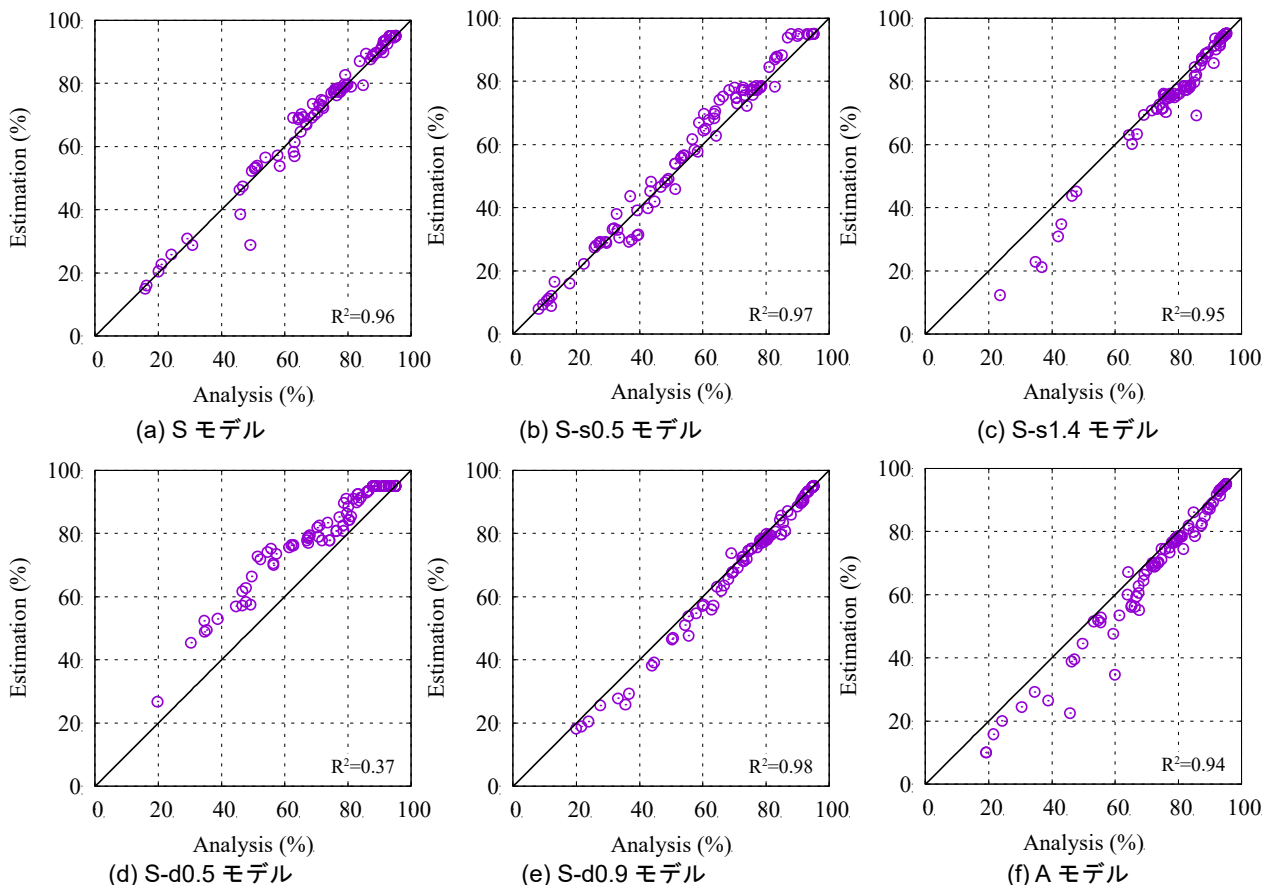 100
80
60
40
20
0
Estimation (%)
R²=0.96
0 20 40 60 80 100
Analysis (%)
(a) S モデル
100
80
60
40
20
0
Estimation (%)
R²=0.97
0 20 40 60 80 100
Analysis (%)
(b) S-s0.5 モデル
100
80
60
40
20
0
Estimation (%)
R²=0.95
0 20 40 60 80 100
Analysis (%)
(c) S-s1.4 モデル
100
80
60
40
20
0
Estimation (%)
R²=0.37
0 20 40 60 80 100
Analysis (%)
(d) S-d0.5 モデル
100
80
60
40
20
0
Estimation (%)
R²=0.98
0 20 40 60 80 100
Analysis (%)
(e) S-d0.9 モデル
100
80
60
40
20
0
Estimation (%)
R²=0.94
0 20 40 60 80 100
Analysis (%)
(f) A モデル